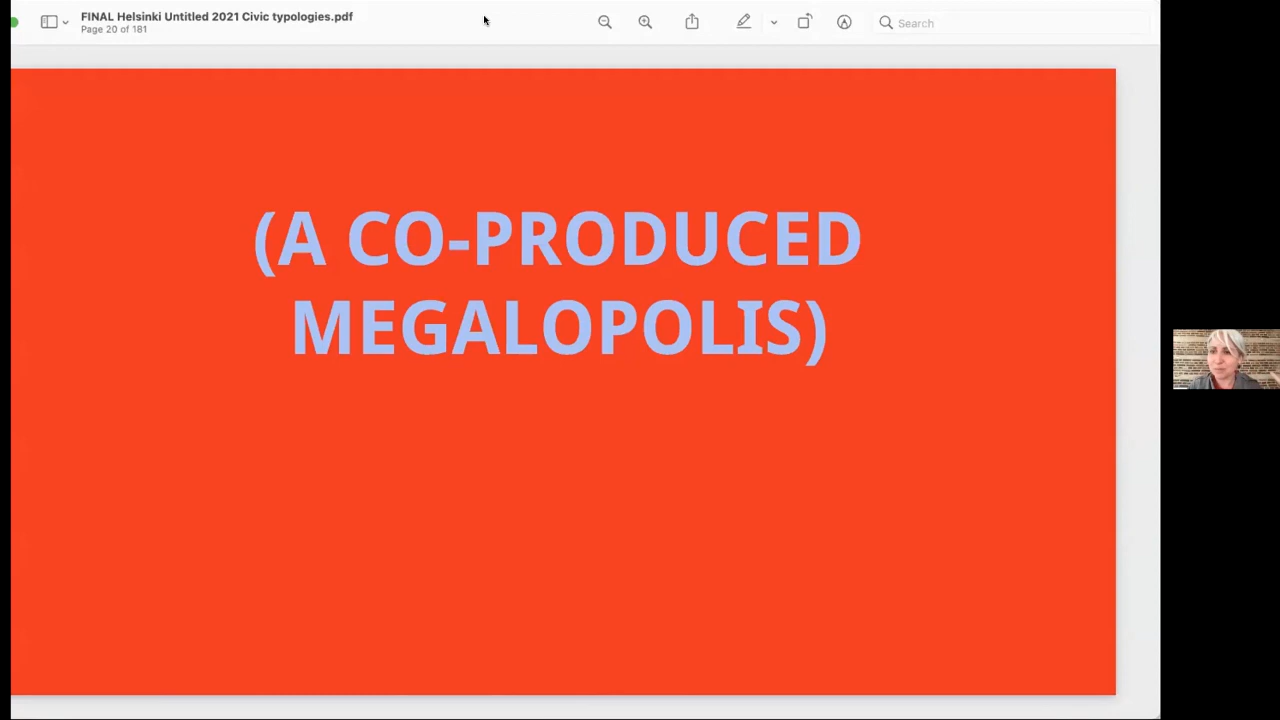 FINAL Helsinki Untitled 2021 Civic typologies.pdf
Page 20 of 181
Search
(A CO-PRODUCED
MEGALOPOLIS)